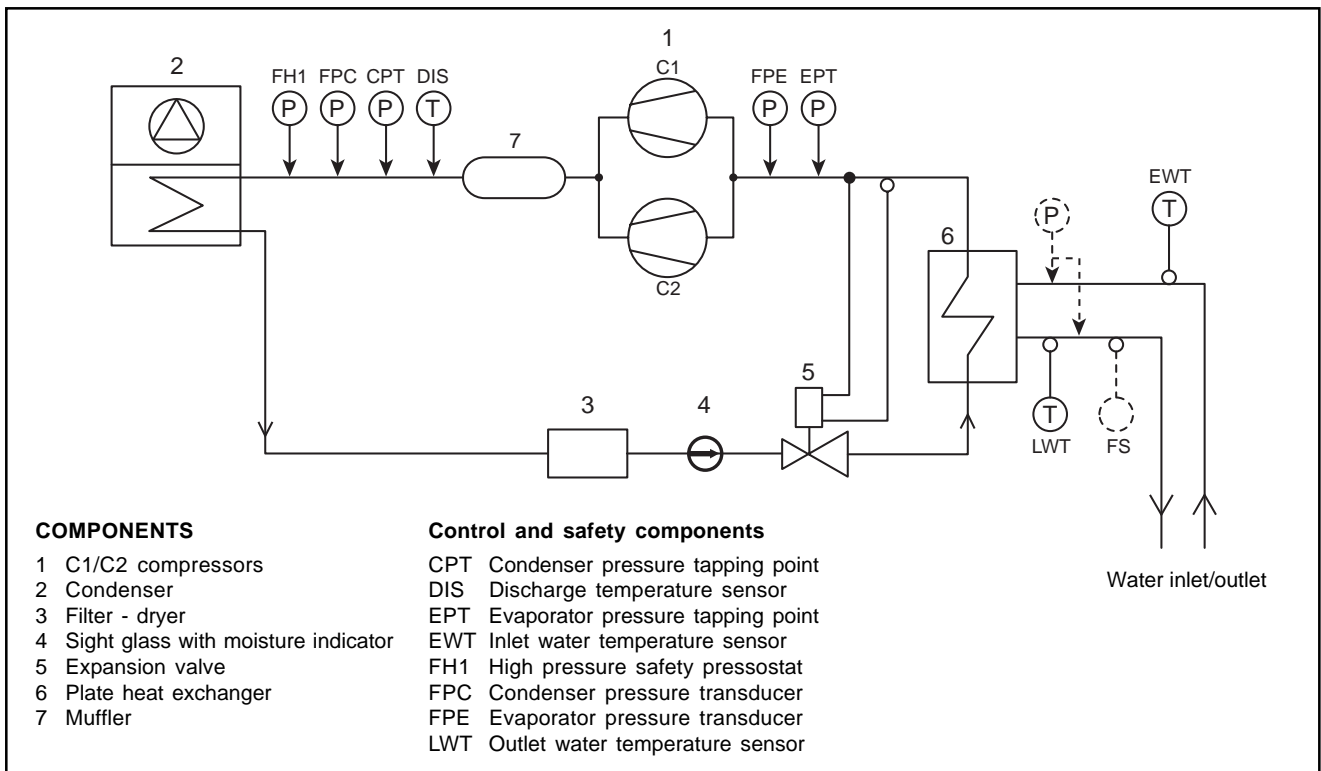 1
2
C1
FH1 FPC CPT DIS
P P P T
7
FPE EPT
P P
C2
EWT
T
P
6
5
3
4
T
LWT FS
Water inlet/outlet
COMPONENTS
1 C1/C2 compressors
2 Condenser
3 Filter - dryer
4 Sight glass with moisture indicator
5 Expansion valve
6 Plate heat exchanger
7 Muffler
Control and safety components
CPT Condenser pressure tapping point
DIS Discharge temperature sensor
EPT Evaporator pressure tapping point
EWT Inlet water temperature sensor
FH1 High pressure safety pressostat
FPC Condenser pressure transducer
FPE Evaporator pressure transducer
LWT Outlet water temperature sensor